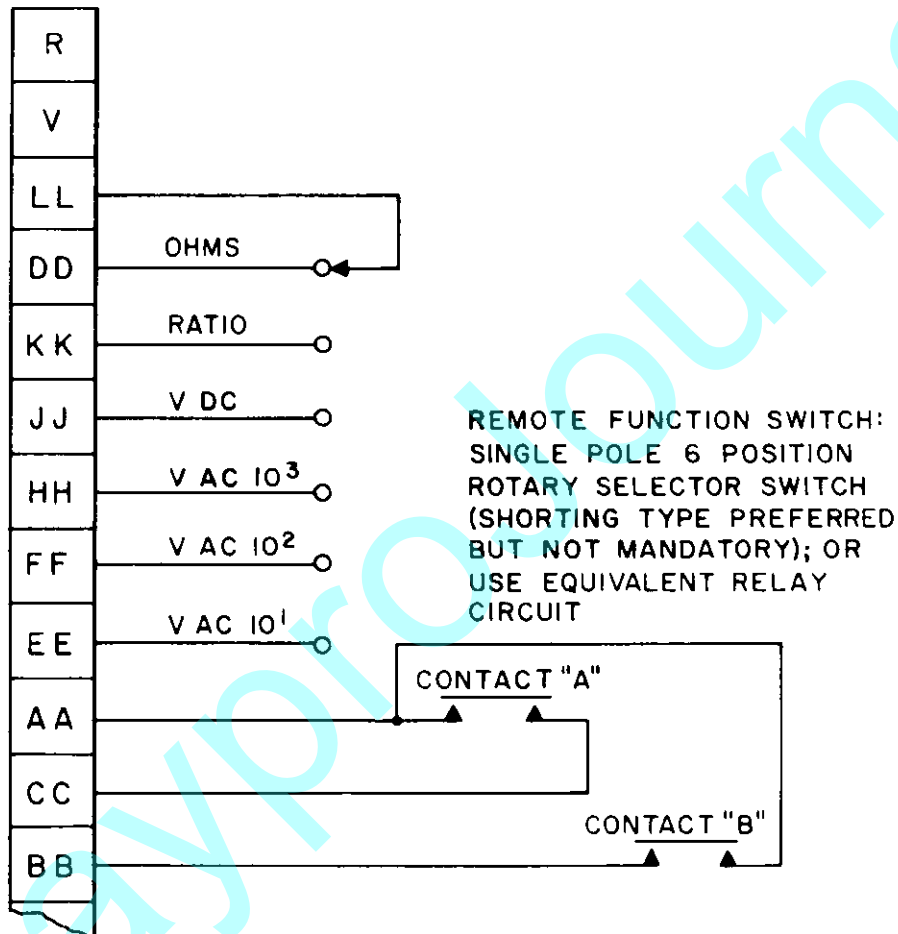 R
V
LL
DD OHMS
KK RATIO
JJ V DC
HH V AC 10³
FF V AC 10²
EE V AC 10¹
REMOTE FUNCTION SWITCH:
SINGLE POLE 6 POSITION
ROTARY SELECTOR SWITCH
(SHORTING TYPE PREFERRED
BUT NOT MANDATORY); OR
USE EQUIVALENT RELAY
CIRCUIT
AA CONTACT "A"
CC
BB CONTACT "B"
ayproJourn